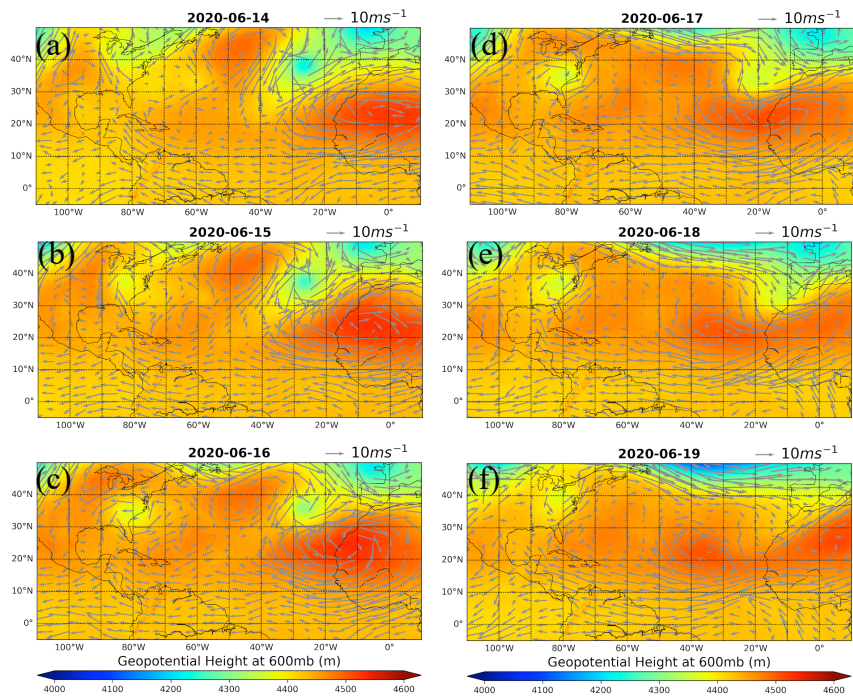 (a)
2020-06-14
10ms⁻¹
40°N
30°N
20°N
10°N
0°
100°W 80°W 60°W 40°W 20°W 0°
(b)
2020-06-15
10ms⁻¹
40°N
30°N
20°N
10°N
0°
100°W 80°W 60°W 40°W 20°W 0°
(c)
2020-06-16
10ms⁻¹
40°N
30°N
20°N
10°N
0°
100°W 80°W 60°W 40°W 20°W 0°
Geopotential Height at 600mb (m)
4000 4100 4200 4300 4400 4500 4600
(d)
2020-06-17
10ms⁻¹
40°N
30°N
20°N
10°N
0°
100°W 80°W 60°W 40°W 20°W 0°
(e)
2020-06-18
10ms⁻¹
40°N
30°N
20°N
10°N
0°
100°W 80°W 60°W 40°W 20°W 0°
(f)
2020-06-19
10ms⁻¹
40°N
30°N
20°N
10°N
0°
100°W 80°W 60°W 40°W 20°W 0°
Geopotential Height at 600mb (m)
4000 4100 4200 4300 4400 4500 4600